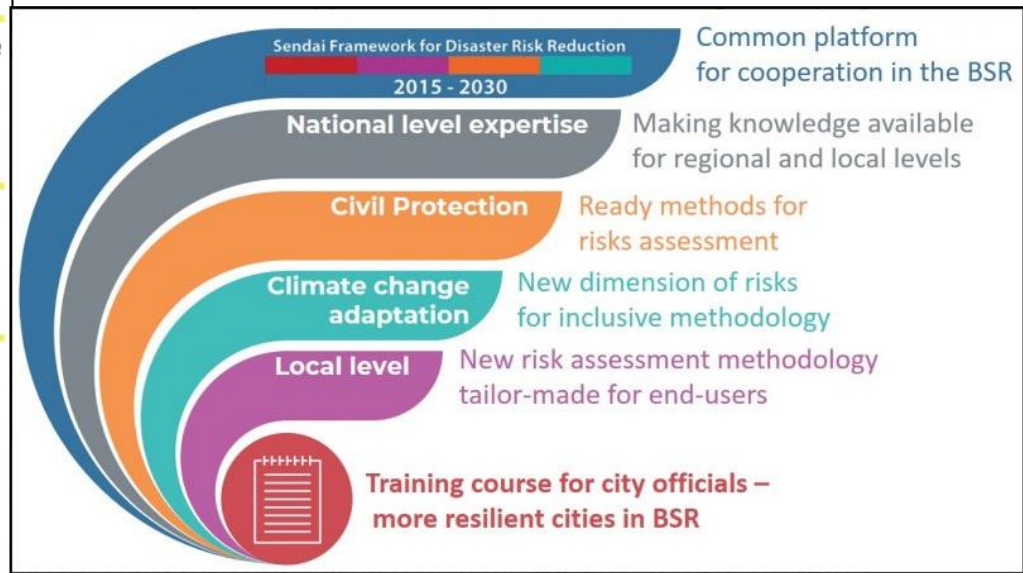 Sendai Framework for Disaster Risk Reduction
2015 - 2030
Common platform
for cooperation in the BSR
National level expertise
Making knowledge available
for regional and local levels
Civil Protection
Ready methods for
risks assessment
Climate change
adaptation
New dimension of risks
for inclusive methodology
Local level
New risk assessment methodology
tailor-made for end-users
Training course for city officials –
more resilient cities in BSR